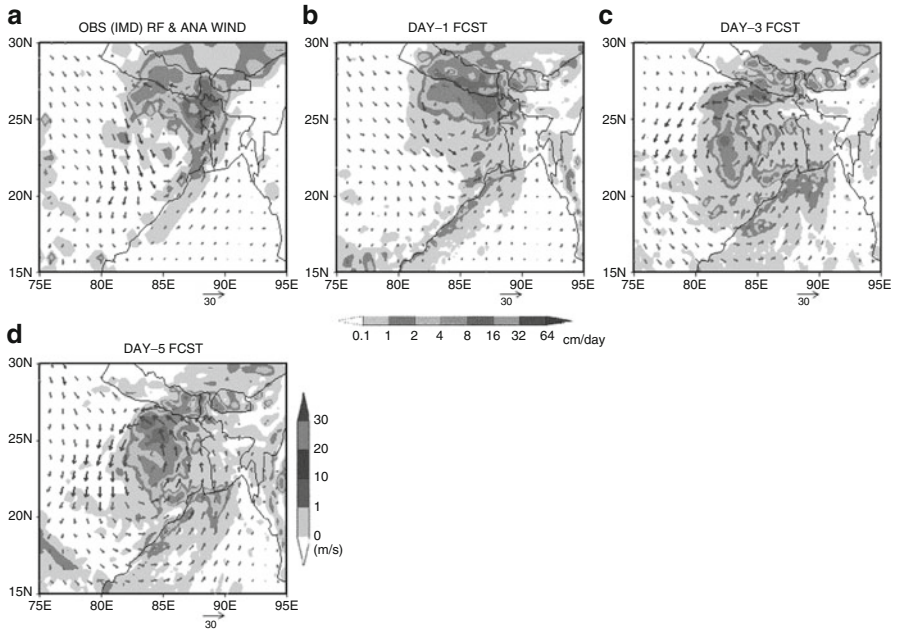 a
OBS (IMD) RF & ANA WIND
30N
25N
20N
15N
75E 80E 85E 90E 95E
30
b
DAY–1 FCST
30N
25N
20N
15N
75E 80E 85E 90E 95E
30
c
DAY–3 FCST
30N
25N
20N
15N
75E 80E 85E 90E 95E
30
0.1 1 2 4 8 16 32 64 cm/day
d
DAY–5 FCST
30N
25N
20N
15N
75E 80E 85E 90E 95E
30
30
20
10
1
0
(m/s)